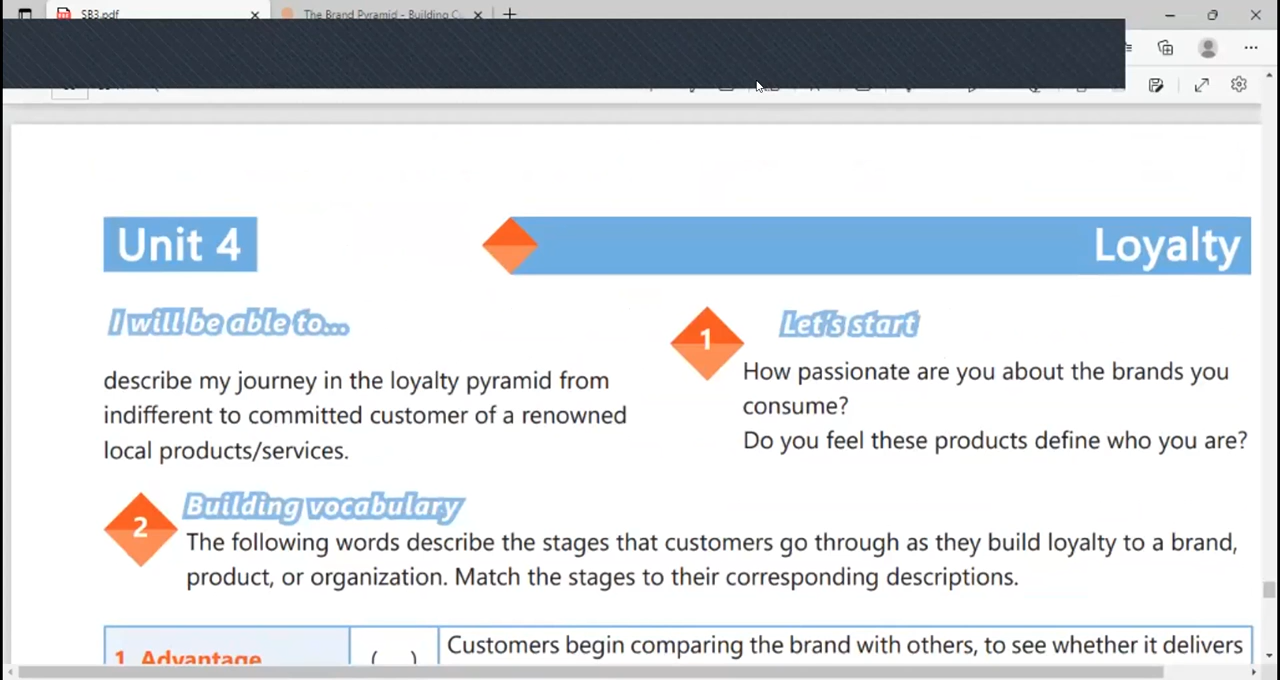 SB3.pdf
The Brand Pyramid - Building C
Unit 4
Loyalty
I will be able to...
describe my journey in the loyalty pyramid from
indifferent to committed customer of a renowned
local products/services.
1
Let's start
How passionate are you about the brands you
consume?
Do you feel these products define who you are?
2
Building vocabulary
The following words describe the stages that customers go through as they build loyalty to a brand,
product, or organization. Match the stages to their corresponding descriptions.
1. Advantage
( )
Customers begin comparing the brand with others, to see whether it delivers